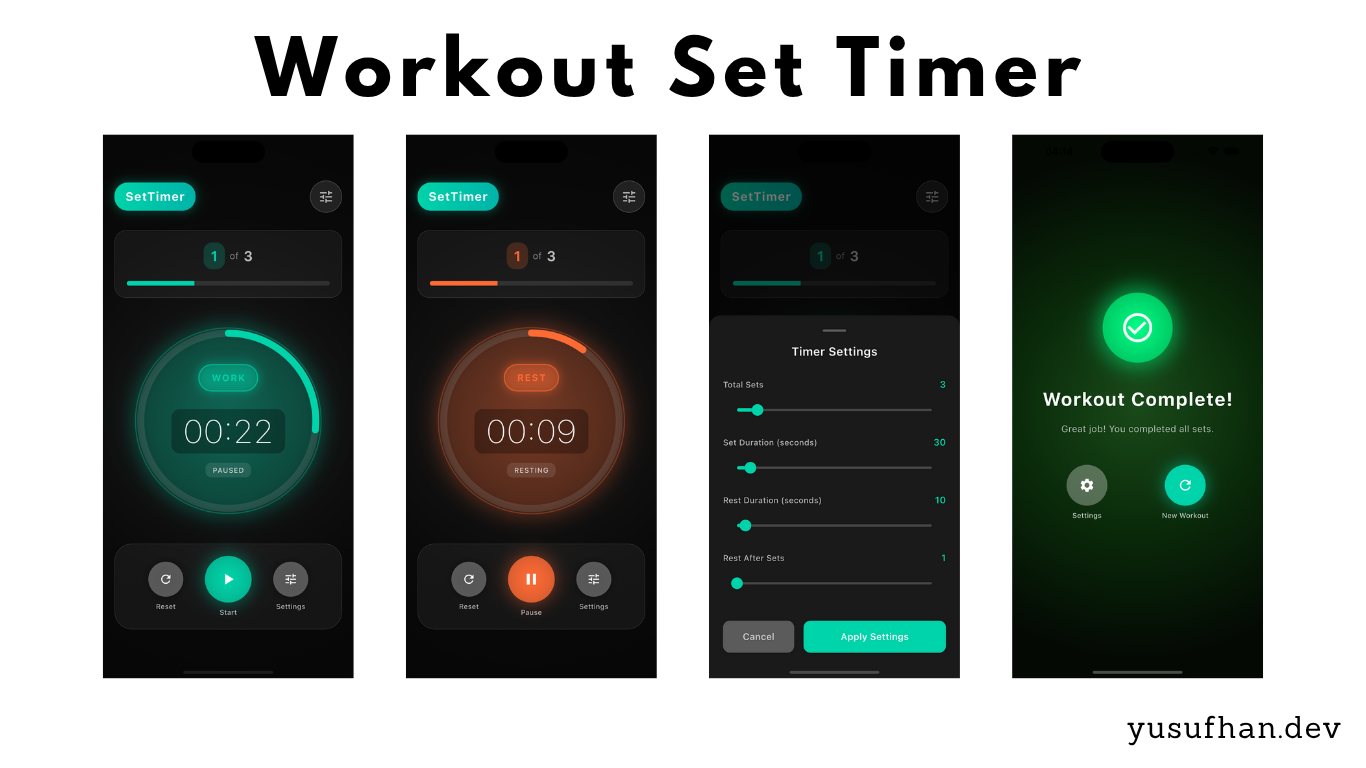 Workout Set Timer
SetTimer
1 of 3
WORK
00:22
PAUSED
Reset
Start
Settings
SetTimer
1 of 3
REST
00:09
RESTING
Reset
Pause
Settings
SetTimer
1 of 3
Timer Settings
Total Sets 3
Set Duration (seconds) 30
Rest Duration (seconds) 10
Rest After Sets 1
Cancel
Apply Settings
Workout Complete!
Great job! You completed all sets.
Settings
New Workout
yusufhan.dev